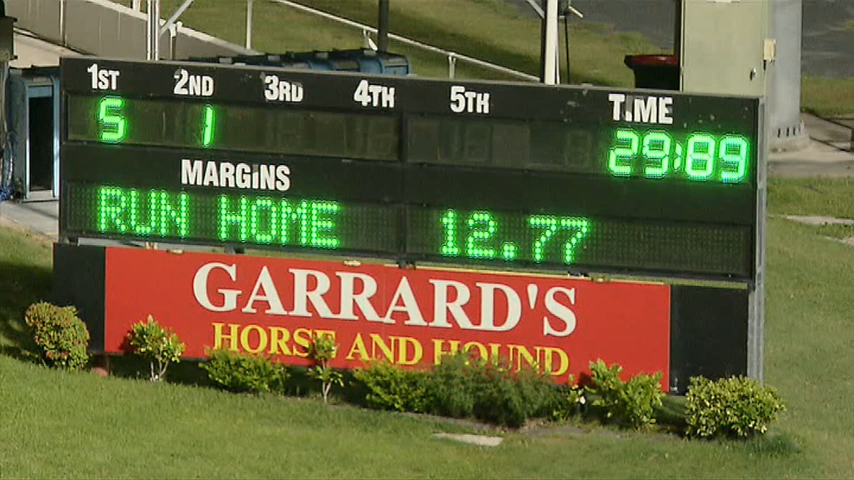 1ST 2ND 3RD 4TH 5TH TIME
5 1 29:89
MARGINS
RUN HOME 12.77
GARRARD'S
HORSE AND HOUND